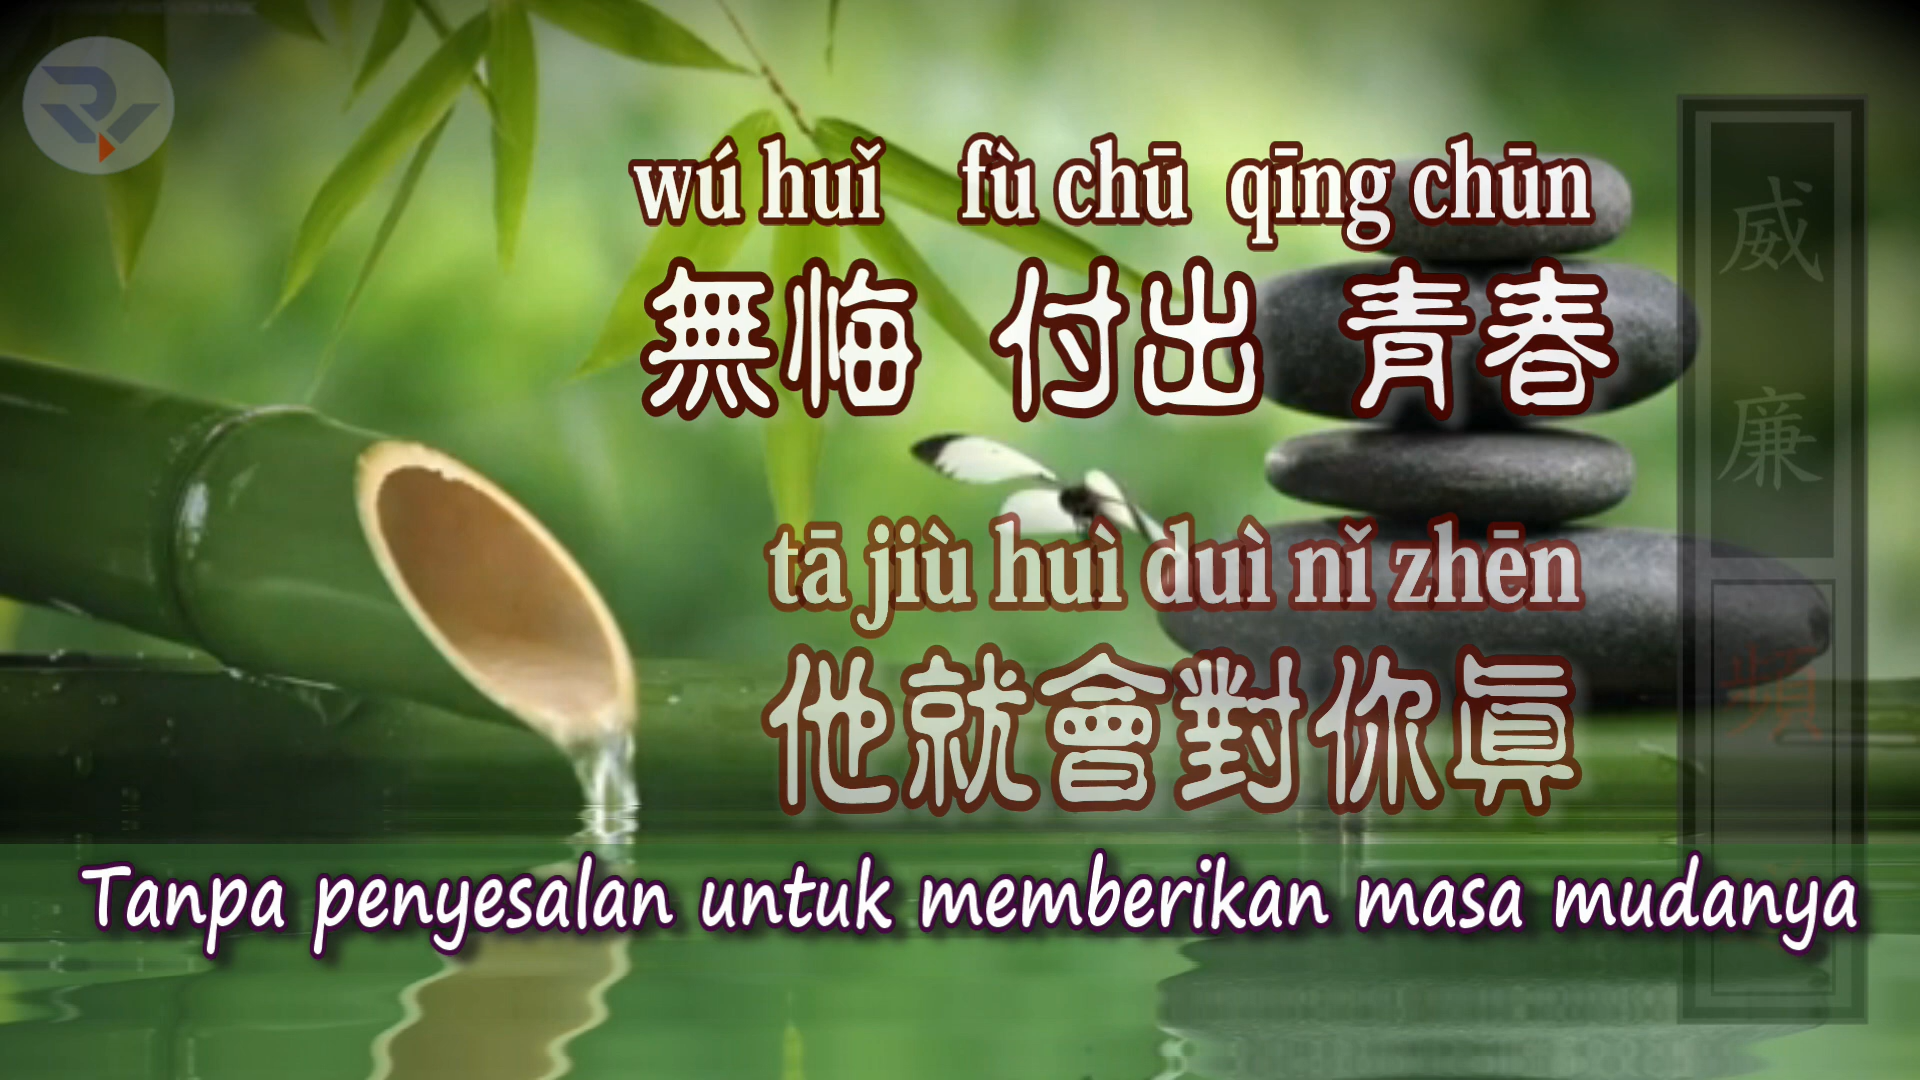 wú huǐ fù chū qīng chūn
無悔 付出 青春
tā jiù huì duì nǐ zhēn
他就會對你眞
Tanpa penyesalan untuk memberikan masa mudanya
威廉
頻